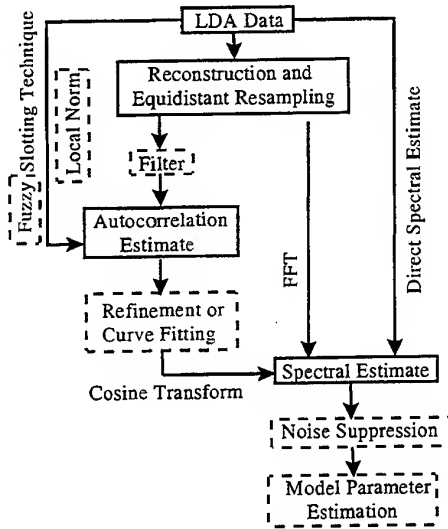 LDA Data
Reconstruction and
Equidistant Resampling
Fuzzy Slotting Technique
Local Norm
Filter
Autocorrelation
Estimate
FFT
Direct Spectral Estimate
Refinement or
Curve Fitting
Cosine Transform
Spectral Estimate
Noise Suppression
Model Parameter
Estimation